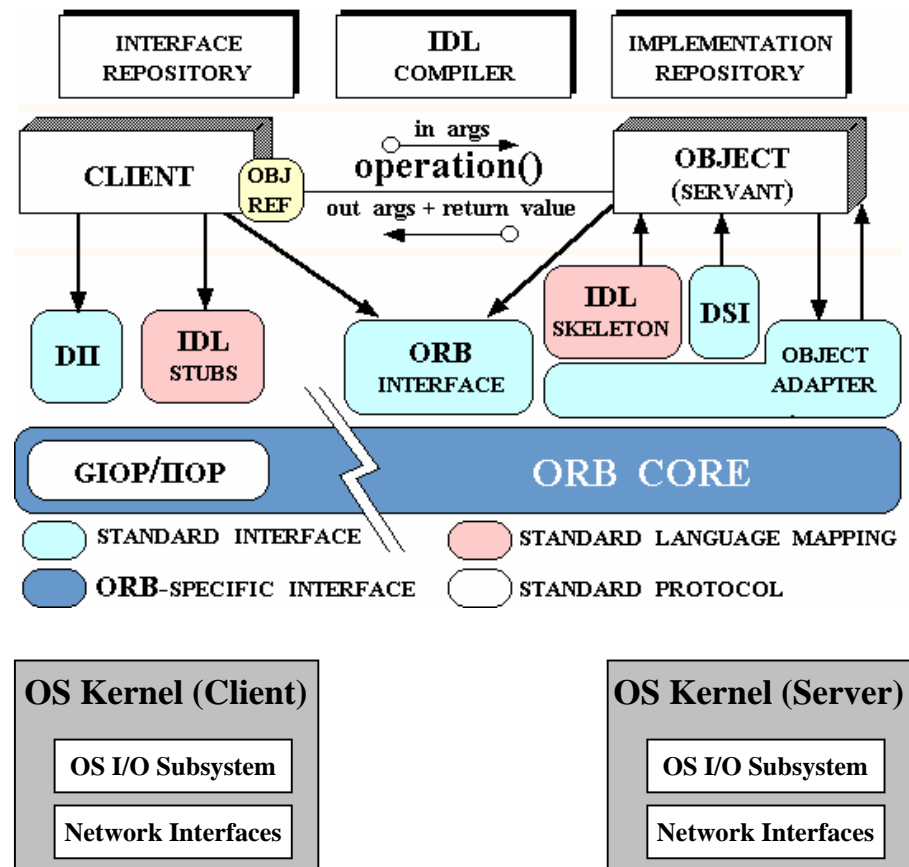 INTERFACE
REPOSITORY
IDL
COMPILER
IMPLEMENTATION
REPOSITORY
in args
operation()
out args + return value
CLIENT
OBJ
REF
OBJECT
(SERVANT)
DII
IDL
STUBS
ORB
INTERFACE
IDL
SKELETON
DSI
OBJECT
ADAPTER
GIOP/IIOP
ORB CORE
STANDARD INTERFACE
STANDARD LANGUAGE MAPPING
ORB-SPECIFIC INTERFACE
STANDARD PROTOCOL
OS Kernel (Client)
OS I/O Subsystem
Network Interfaces
OS Kernel (Server)
OS I/O Subsystem
Network Interfaces